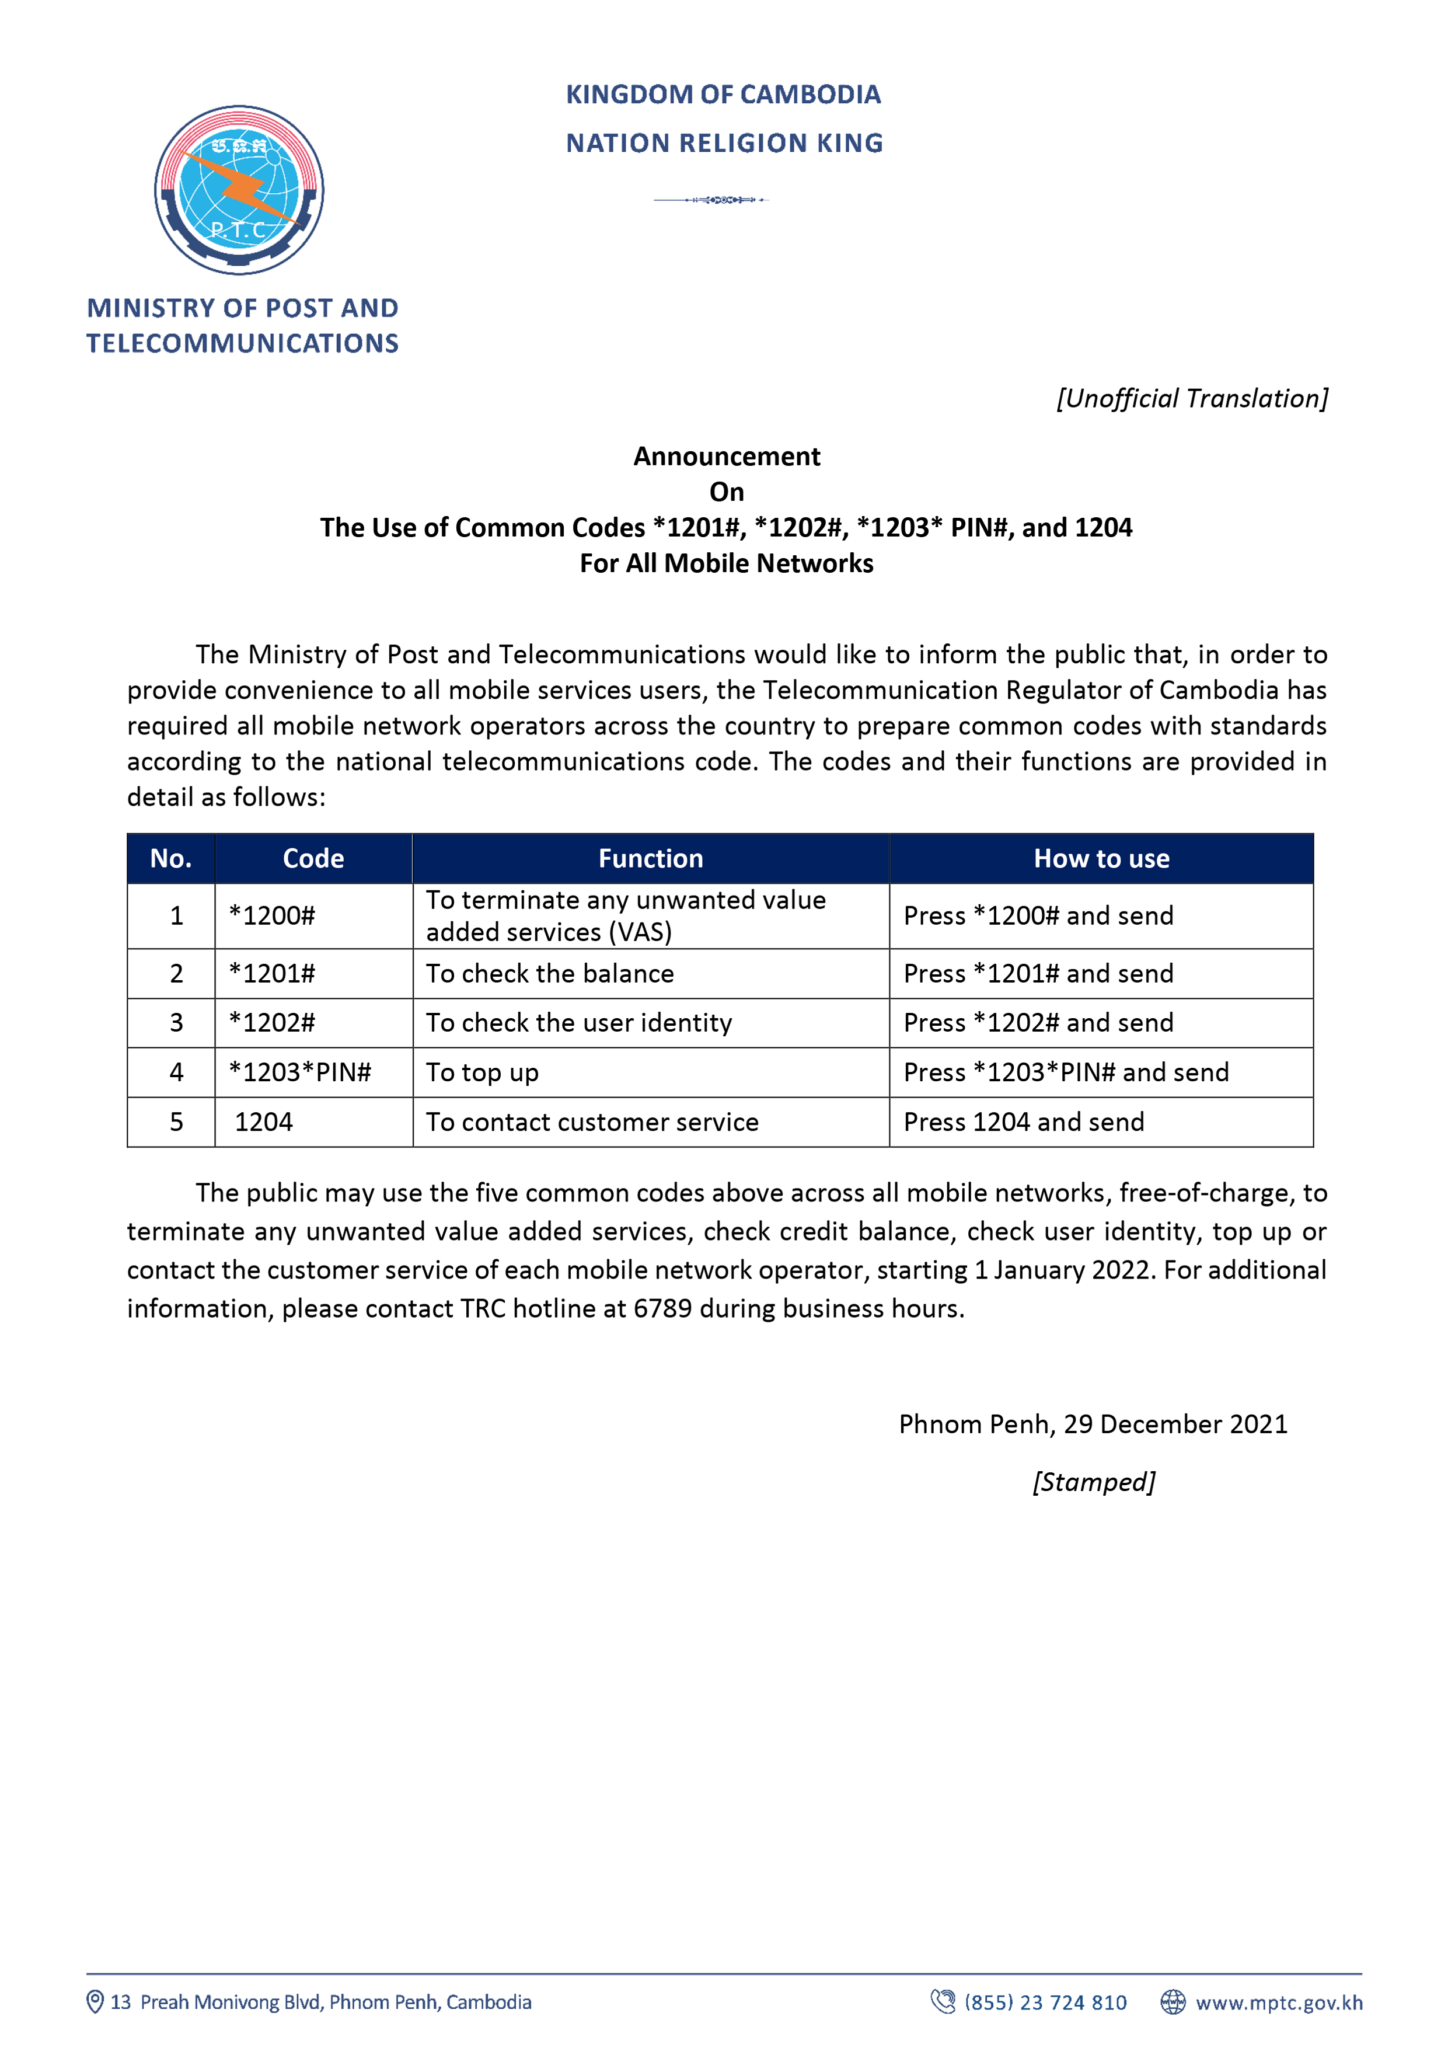 KINGDOM OF CAMBODIA
NATION RELIGION KING
ប.គ.ក
P.T.C
MINISTRY OF POST AND
TELECOMMUNICATIONS
[Unofficial Translation]
Announcement
On
The Use of Common Codes *1201#, *1202#, *1203* PIN#, and 1204
For All Mobile Networks
The Ministry of Post and Telecommunications would like to inform the public that, in order to
provide convenience to all mobile services users, the Telecommunication Regulator of Cambodia has
required all mobile network operators across the country to prepare common codes with standards
according to the national telecommunications code. The codes and their functions are provided in
detail as follows:
No. Code Function How to use
1 *1200# To terminate any unwanted value
added services (VAS) Press *1200# and send
2 *1201# To check the balance Press *1201# and send
3 *1202# To check the user identity Press *1202# and send
4 *1203*PIN# To top up Press *1203*PIN# and send
5 1204 To contact customer service Press 1204 and send
The public may use the five common codes above across all mobile networks, free-of-charge, to
terminate any unwanted value added services, check credit balance, check user identity, top up or
contact the customer service of each mobile network operator, starting 1 January 2022. For additional
information, please contact TRC hotline at 6789 during business hours.
Phnom Penh, 29 December 2021
[Stamped]
13 Preah Monivong Blvd, Phnom Penh, Cambodia (855) 23 724 810 www.mptc.gov.kh